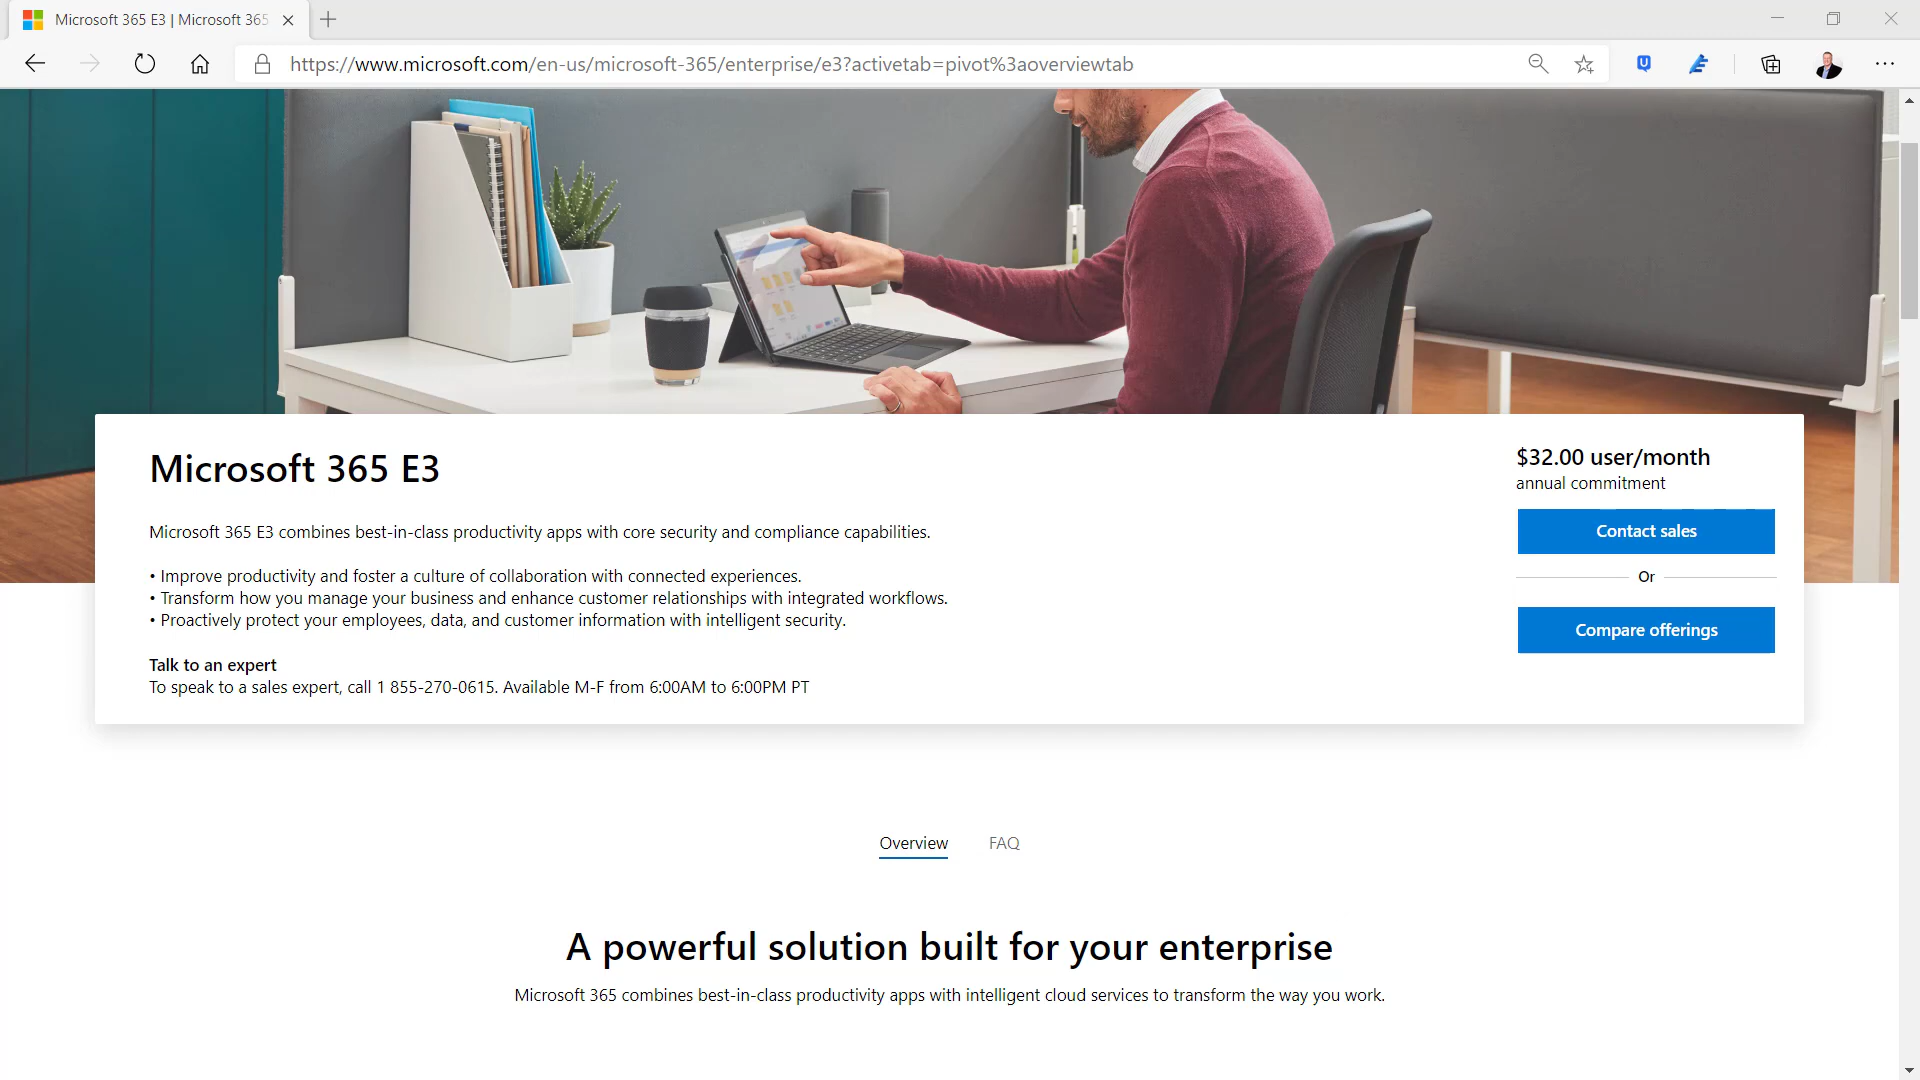 Microsoft 365 E3 | Microsoft 365
https://www.microsoft.com/en-us/microsoft-365/enterprise/e3?activetab=pivot%3aoverviewtab
Microsoft 365 E3
$32.00 user/month
annual commitment
Contact sales
Or
Compare offerings
Microsoft 365 E3 combines best-in-class productivity apps with core security and compliance capabilities.
• Improve productivity and foster a culture of collaboration with connected experiences.
• Transform how you manage your business and enhance customer relationships with integrated workflows.
• Proactively protect your employees, data, and customer information with intelligent security.
Talk to an expert
To speak to a sales expert, call 1 855-270-0615. Available M-F from 6:00AM to 6:00PM PT
Overview FAQ
A powerful solution built for your enterprise
Microsoft 365 combines best-in-class productivity apps with intelligent cloud services to transform the way you work.